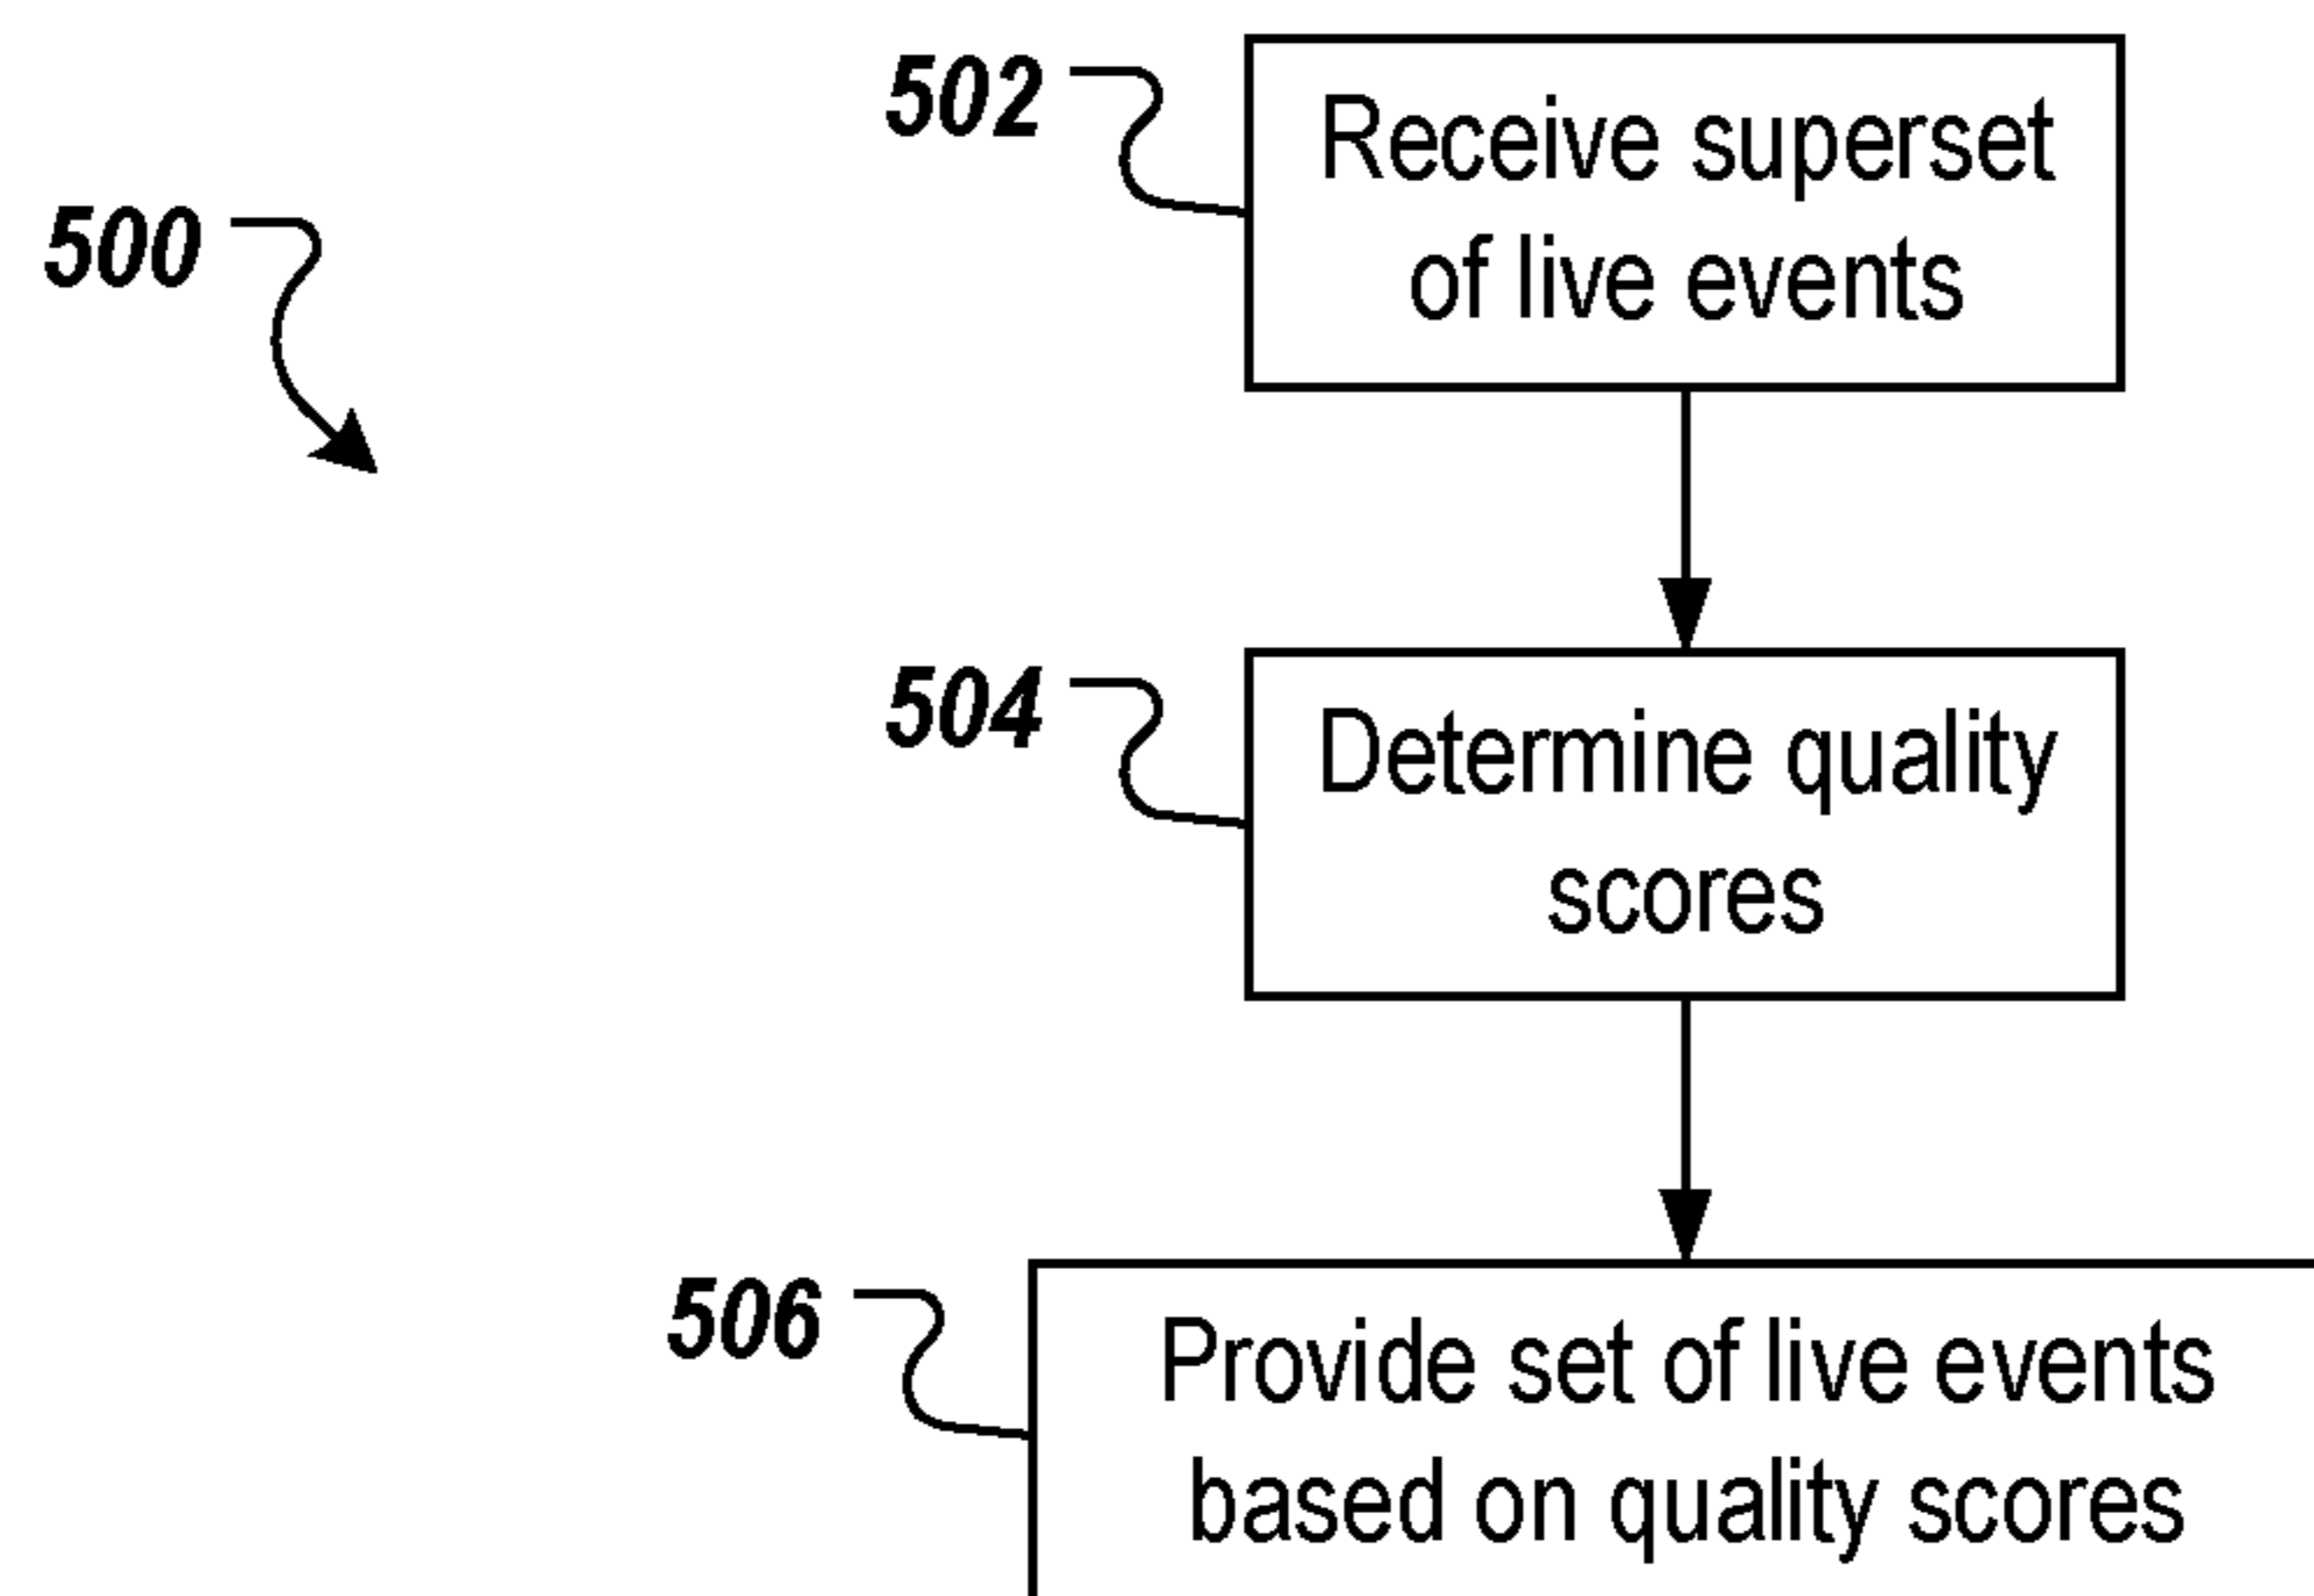 502
Receive superset
of live events
500
504
Determine quality
scores
506
Provide set of live events
based on quality scores